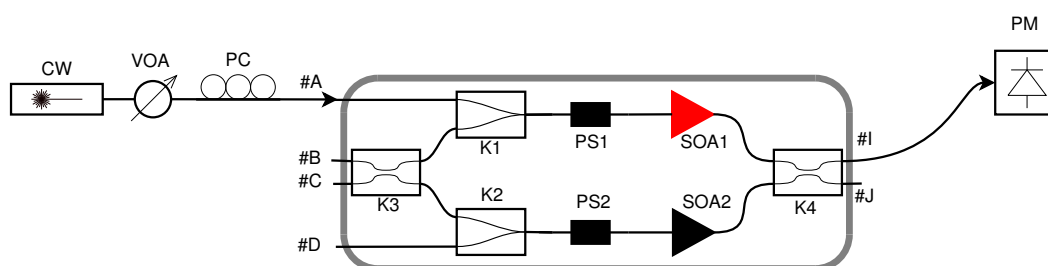 PM
CW
VOA
PC
#A
K1
PS1
SOA1
#I
#B
#C
K3
K4
#J
K2
PS2
SOA2
#D